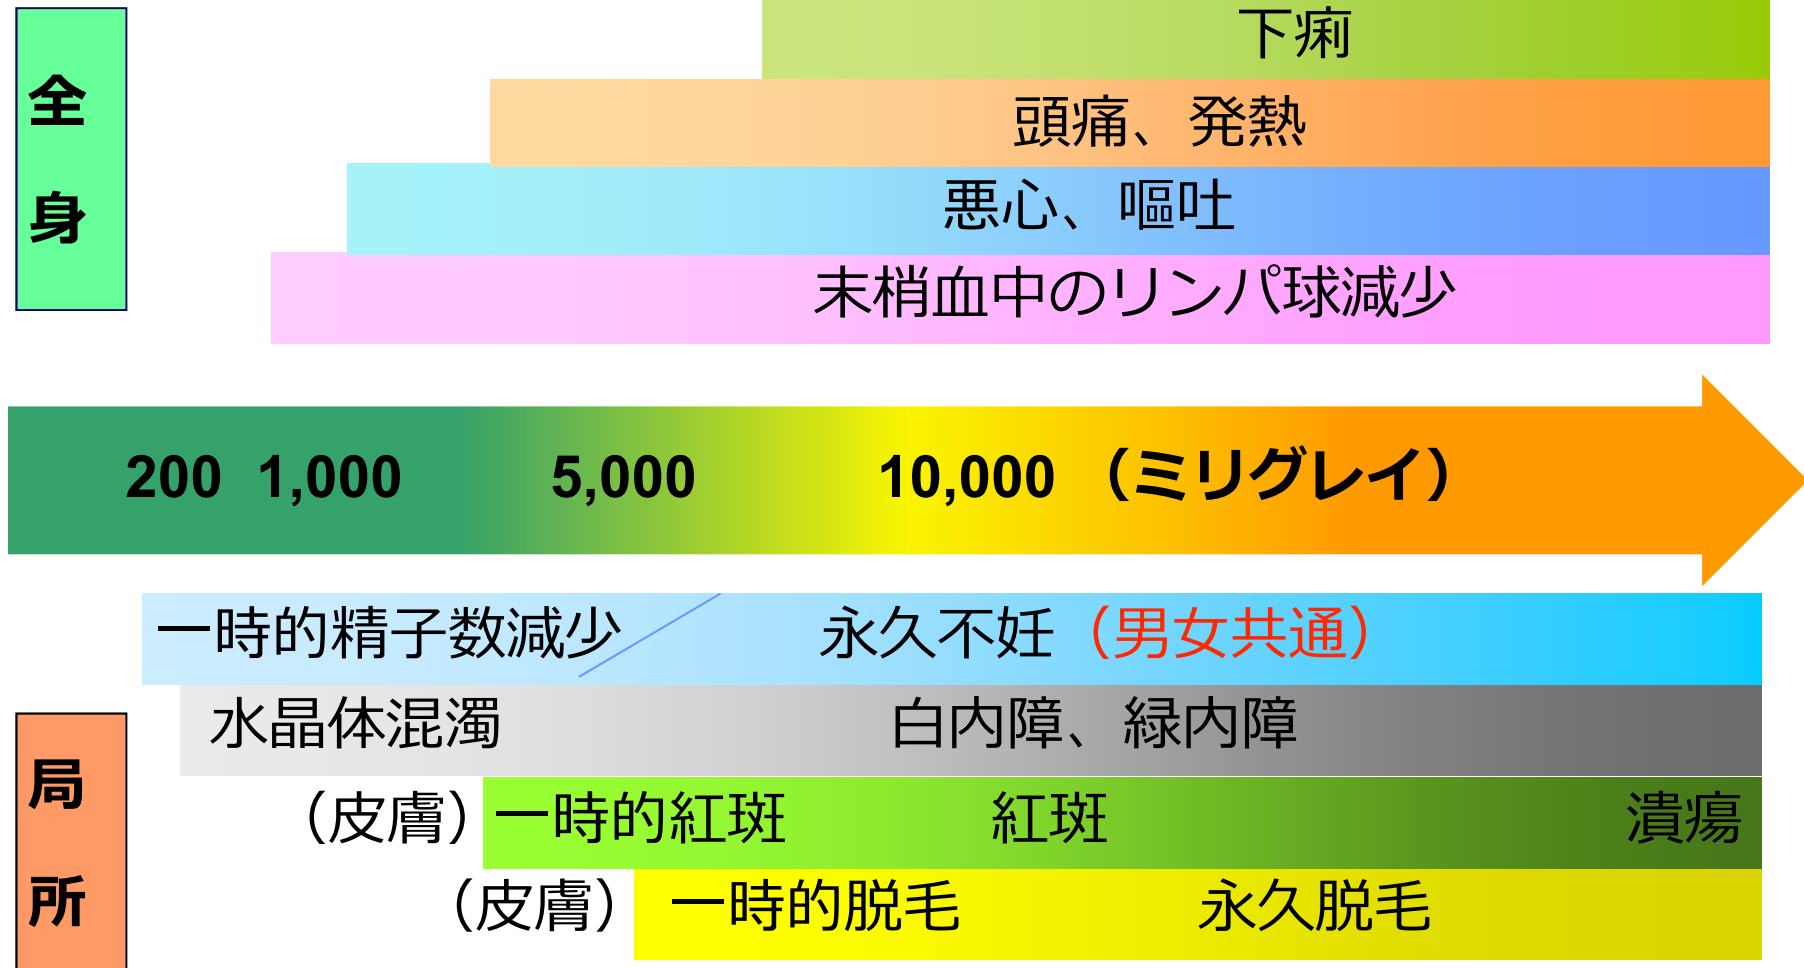 全身
下痢
頭痛、発熱
悪心、嘔吐
末梢血中のリンパ球減少
200 1,000 5,000 10,000 （ミリグレイ）
一時的精子数減少 永久不妊（男女共通）
水晶体混濁 白内障、緑内障
局所
（皮膚）一時的紅斑 紅斑 潰瘍
（皮膚）一時的脱毛 永久脱毛